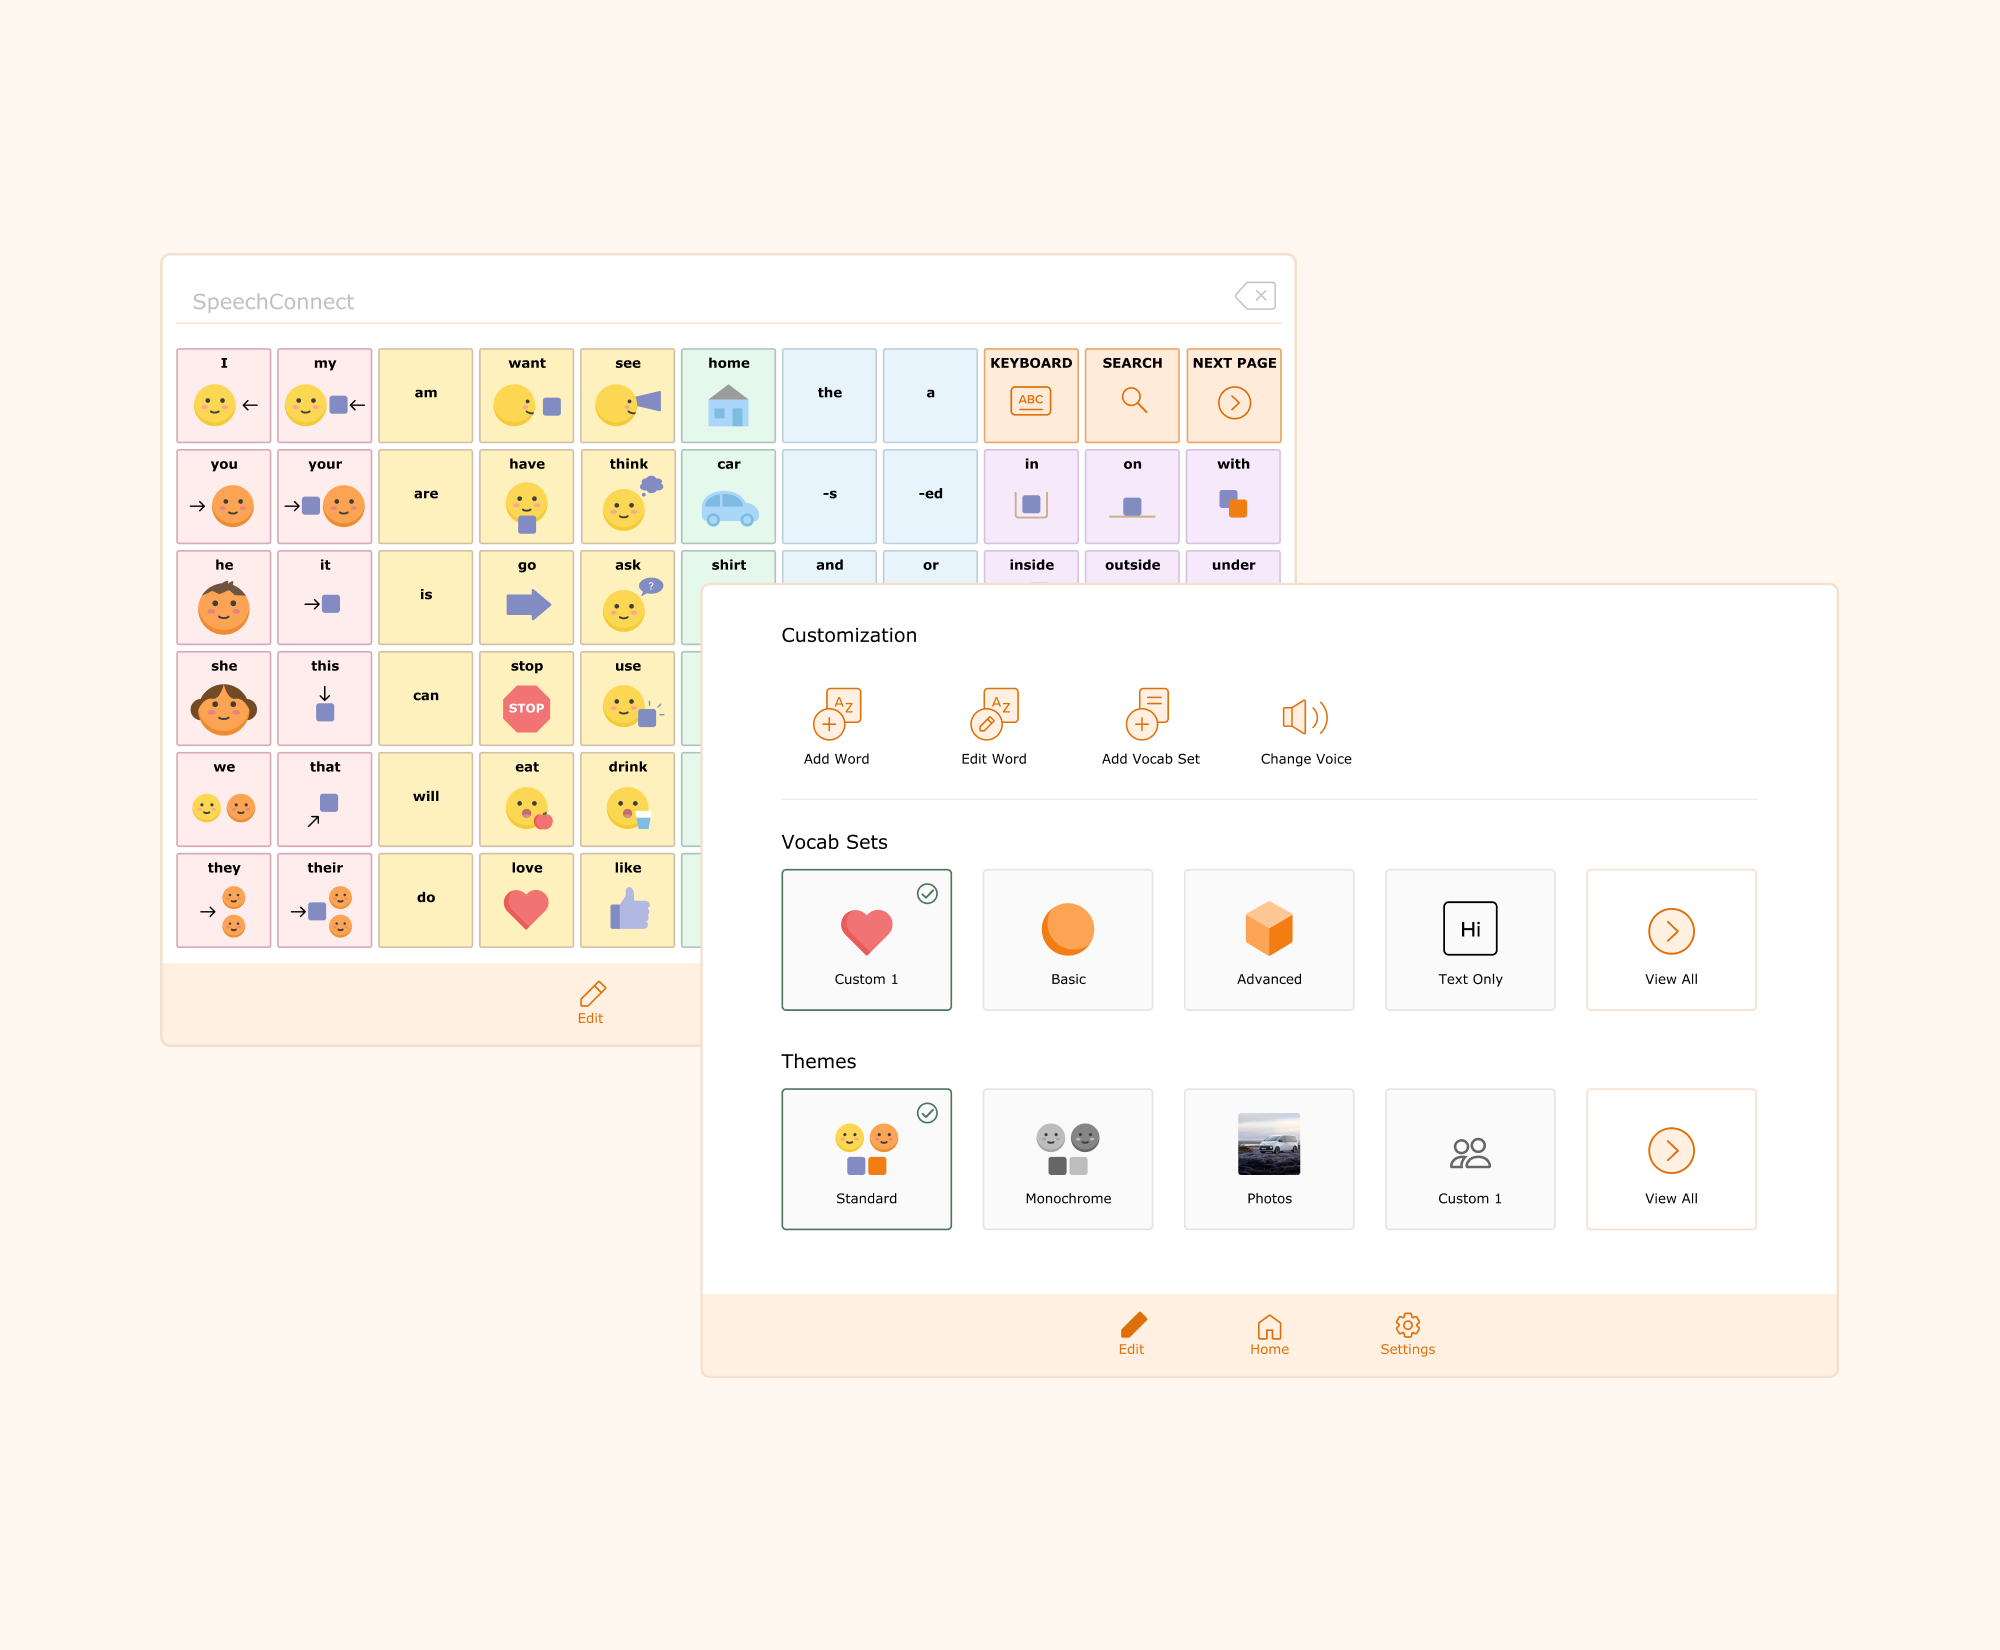 SpeechConnect
I
my
am
want
see
home
the
a
KEYBOARD
ABC
SEARCH
NEXT PAGE
you
your
are
have
think
car
-s
-ed
in
on
with
he
it
is
go
ask
?
shirt
and
or
inside
outside
under
she
this
can
stop
STOP
use
we
that
will
eat
drink
they
their
do
love
like
Edit
Customization
AZ
Add Word
AZ
Edit Word
Add Vocab Set
Change Voice
Vocab Sets
Custom 1
Basic
Advanced
Hi
Text Only
View All
Themes
Standard
Monochrome
Photos
Custom 1
View All
Edit
Home
Settings